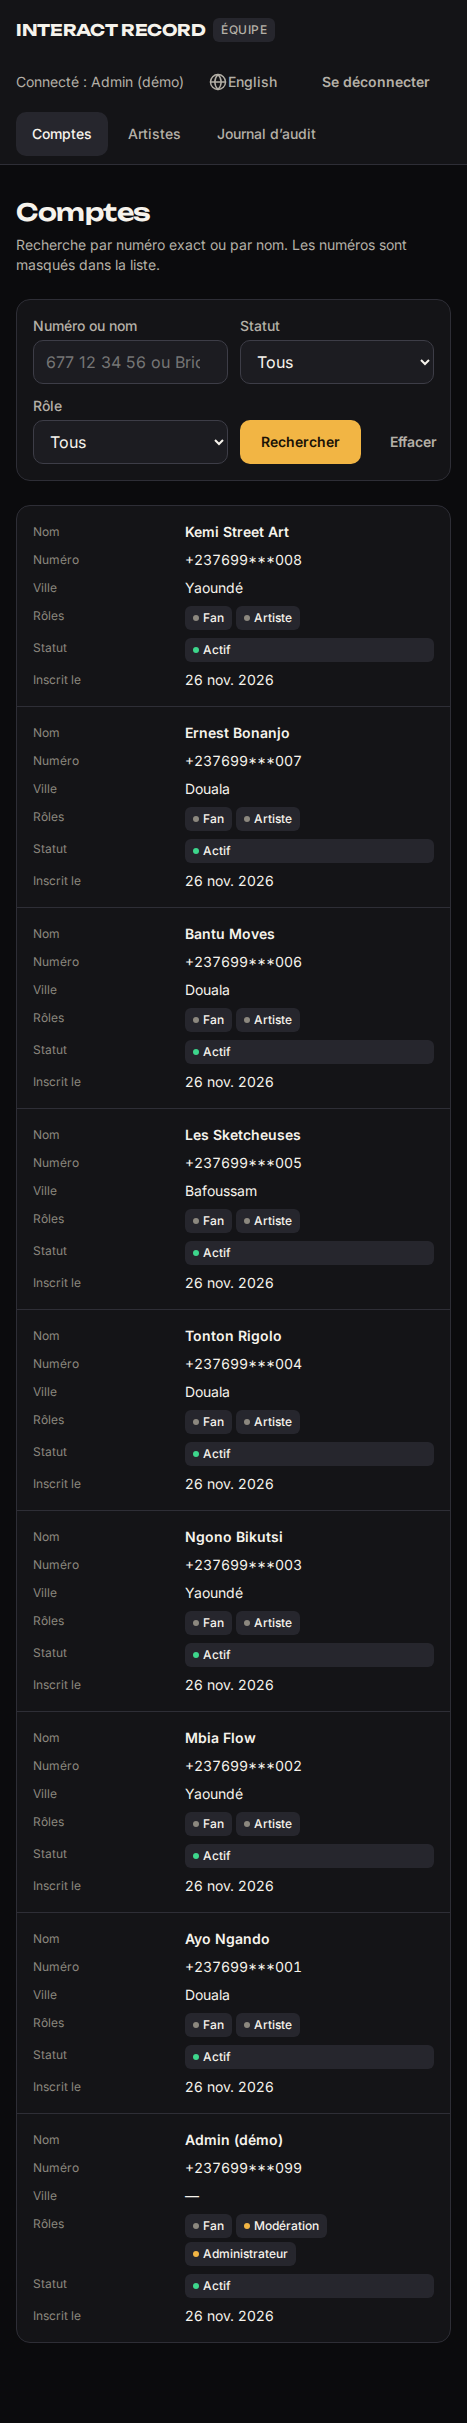 INTERACT RECORD ÉQUIPE
Connecté : Admin (démo) English Se déconnecter
Comptes Artistes Journal d'audit
Comptes
Recherche par numéro exact ou par nom. Les numéros sont
masqués dans la liste.
Numéro ou nom Statut
677 12 34 56 ou Bric Tous
Rôle
Tous Rechercher Effacer
Nom Kemi Street Art
Numéro +237699***008
Ville Yaoundé
Rôles Fan Artiste
Statut Actif
Inscrit le 26 nov. 2026
Nom Ernest Bonanjo
Numéro +237699***007
Ville Douala
Rôles Fan Artiste
Statut Actif
Inscrit le 26 nov. 2026
Nom Bantu Moves
Numéro +237699***006
Ville Douala
Rôles Fan Artiste
Statut Actif
Inscrit le 26 nov. 2026
Nom Les Sketcheuses
Numéro +237699***005
Ville Bafoussam
Rôles Fan Artiste
Statut Actif
Inscrit le 26 nov. 2026
Nom Tonton Rigolo
Numéro +237699***004
Ville Douala
Rôles Fan Artiste
Statut Actif
Inscrit le 26 nov. 2026
Nom Ngono Bikutsi
Numéro +237699***003
Ville Yaoundé
Rôles Fan Artiste
Statut Actif
Inscrit le 26 nov. 2026
Nom Mbia Flow
Numéro +237699***002
Ville Yaoundé
Rôles Fan Artiste
Statut Actif
Inscrit le 26 nov. 2026
Nom Ayo Ngando
Numéro +237699***001
Ville Douala
Rôles Fan Artiste
Statut Actif
Inscrit le 26 nov. 2026
Nom Admin (démo)
Numéro +237699***099
Ville —
Rôles Fan Modération
Administrateur
Statut Actif
Inscrit le 26 nov. 2026